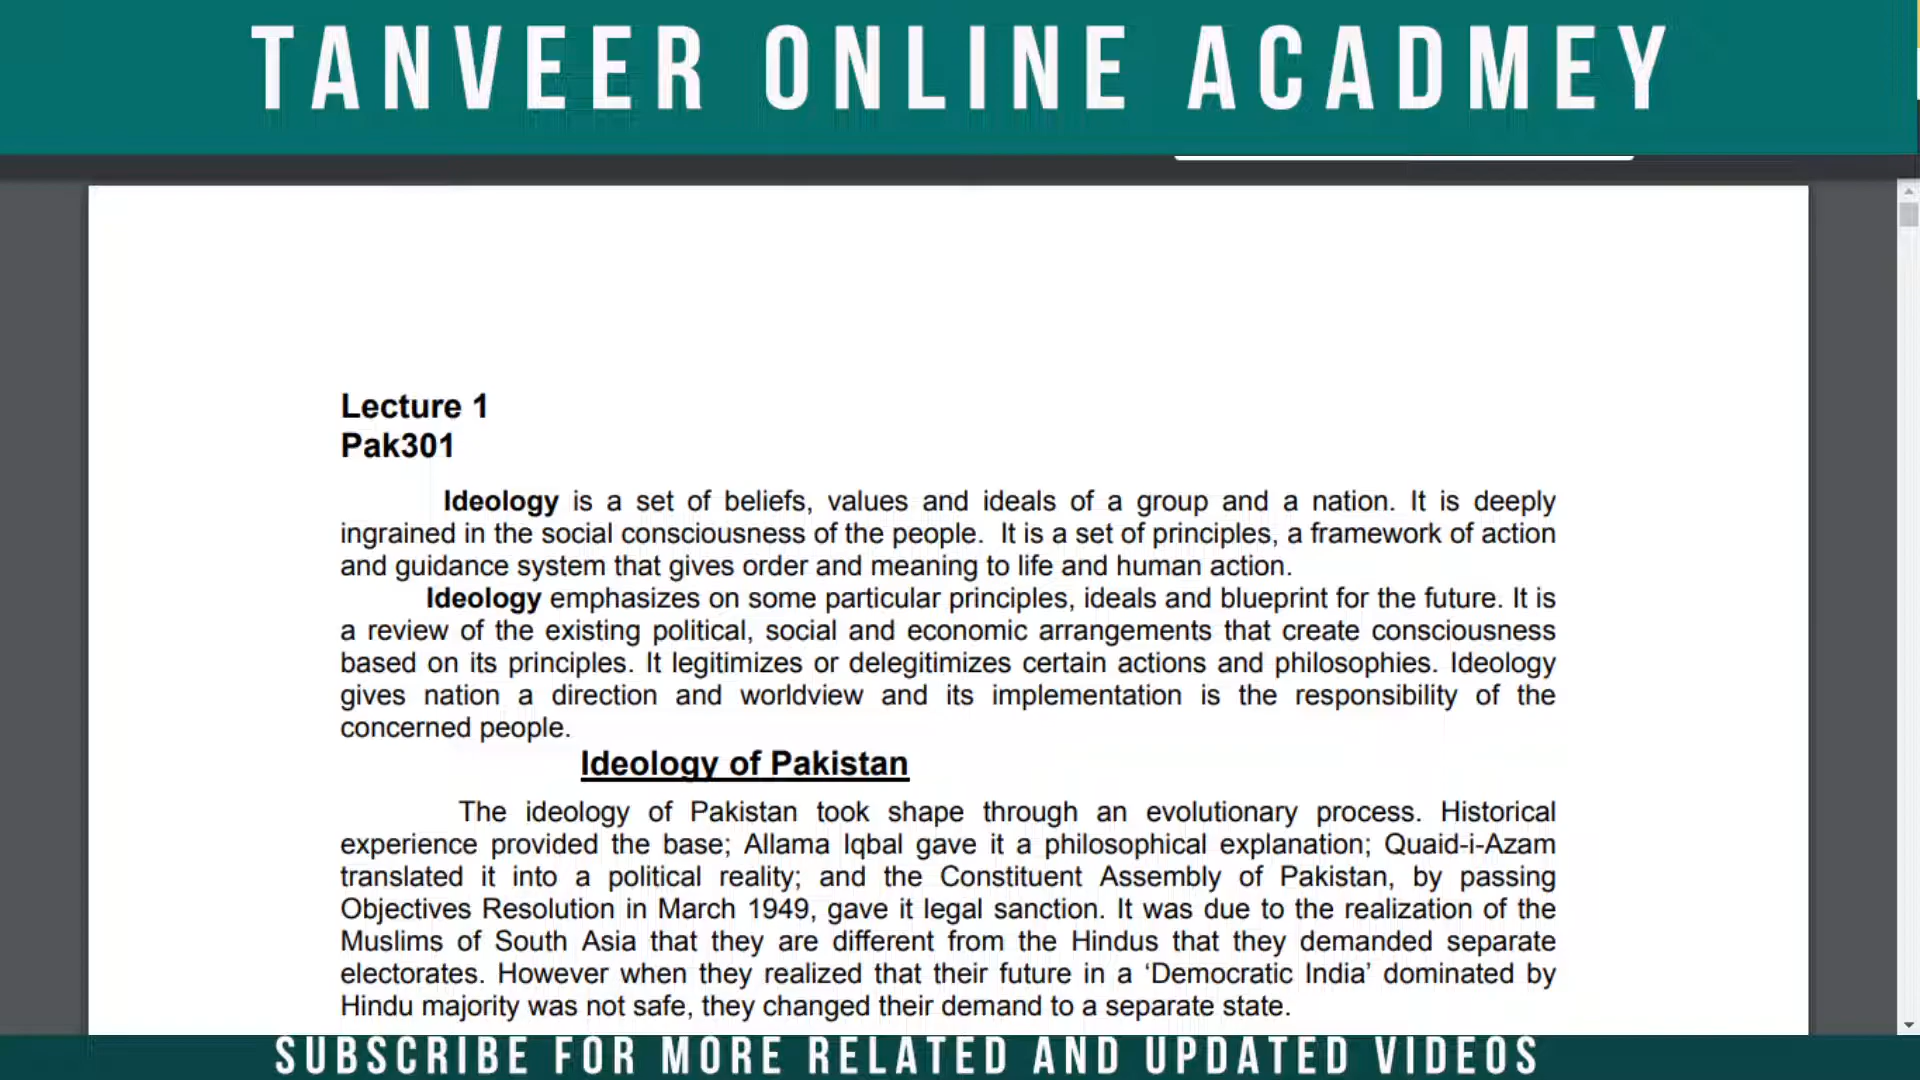 TANVEER ONLINE ACADMEY
Lecture 1
Pak301
Ideology is a set of beliefs, values and ideals of a group and a nation. It is deeply
ingrained in the social consciousness of the people. It is a set of principles, a framework of action
and guidance system that gives order and meaning to life and human action.
Ideology emphasizes on some particular principles, ideals and blueprint for the future. It is
a review of the existing political, social and economic arrangements that create consciousness
based on its principles. It legitimizes or delegitimizes certain actions and philosophies. Ideology
gives nation a direction and worldview and its implementation is the responsibility of the
concerned people.
Ideology of Pakistan
The ideology of Pakistan took shape through an evolutionary process. Historical
experience provided the base; Allama Iqbal gave it a philosophical explanation; Quaid-i-Azam
translated it into a political reality; and the Constituent Assembly of Pakistan, by passing
Objectives Resolution in March 1949, gave it legal sanction. It was due to the realization of the
Muslims of South Asia that they are different from the Hindus that they demanded separate
electorates. However when they realized that their future in a ‘Democratic India’ dominated by
Hindu majority was not safe, they changed their demand to a separate state.
SUBSCRIBE FOR MORE RELATED AND UPDATED VIDEOS